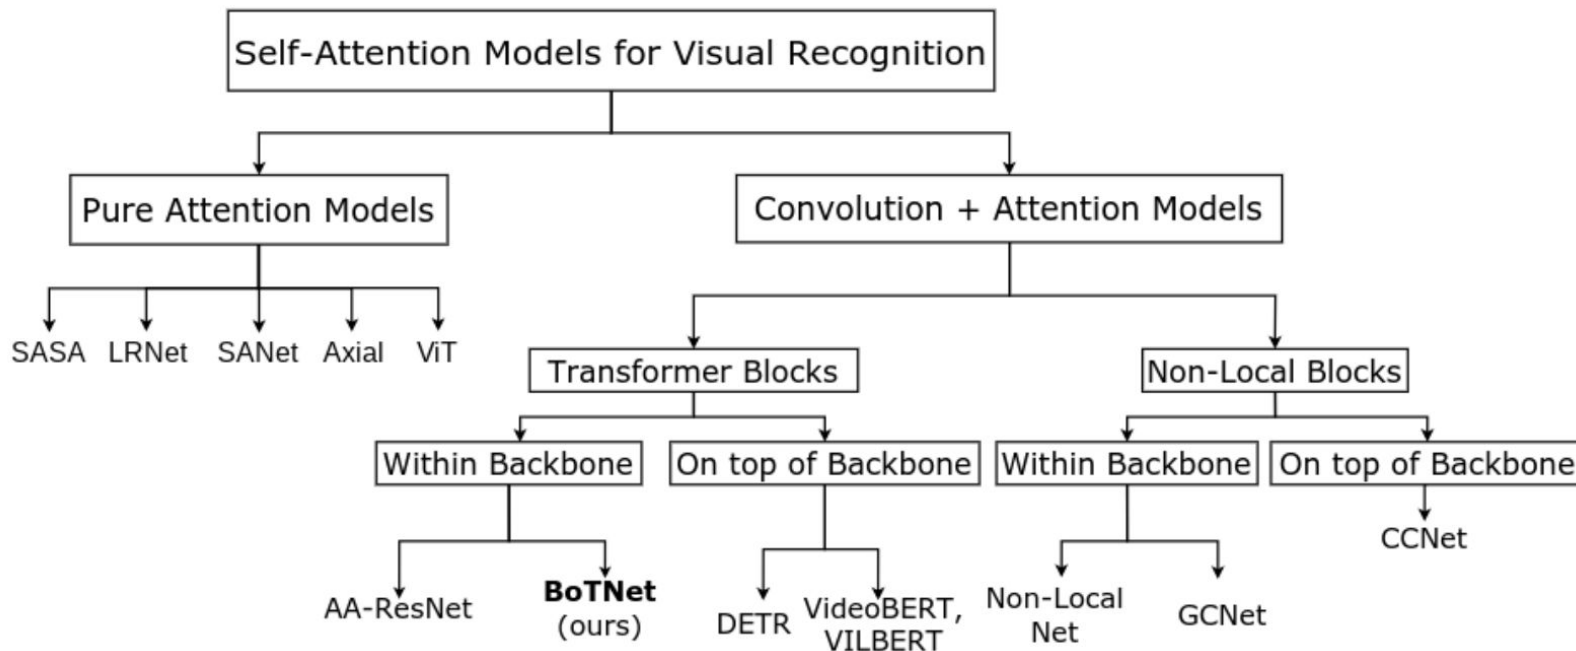 Self-Attention Models for Visual Recognition
Pure Attention Models
Convolution + Attention Models
SASA
LRNet
SANet
Axial
ViT
Transformer Blocks
Non-Local Blocks
Within Backbone
On top of Backbone
Within Backbone
On top of Backbone
AA-ResNet
BoTNet
(ours)
DETR
VideoBERT,
VILBERT
Non-Local
Net
GCNet
CCNet